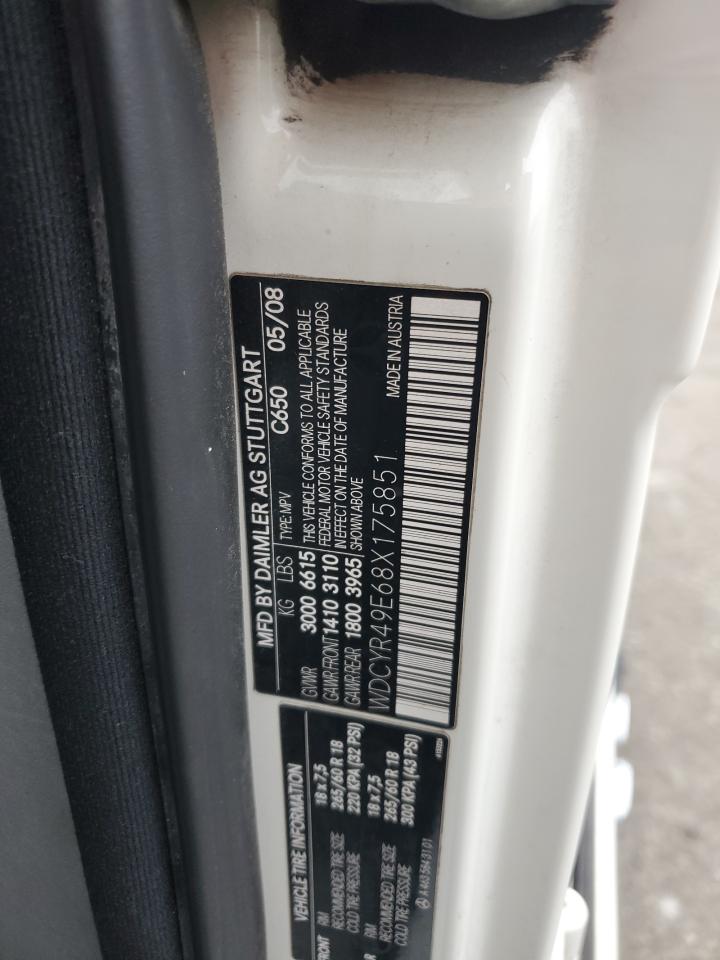 MFD BY DAIMLER AG STUTTGART
KG LBS TYPE: MPV C650 05/08
GVWR 3000 6615 THIS VEHICLE CONFORMS TO ALL APPLICABLE
GAWR FRONT 1410 3110 FEDERAL MOTOR VEHICLE SAFETY STANDARDS
IN EFFECT ON THE DATE OF MANUFACTURE
GAWR REAR 1800 3965 SHOWN ABOVE
WDCYR49E68X175851 MADE IN AUSTRIA
VEHICLE TIRE INFORMATION
FRONT RIM 18 x 7,5
RECOMMENDED TIRE SIZE 265/60 R 18
COLD TIRE PRESSURE 220 KPA (32 PSI)
R RIM 18 x 7,5
RECOMMENDED TIRE SIZE 265/60 R 18
COLD TIRE PRESSURE 300 KPA (43 PSI)
A 463 584 31 01